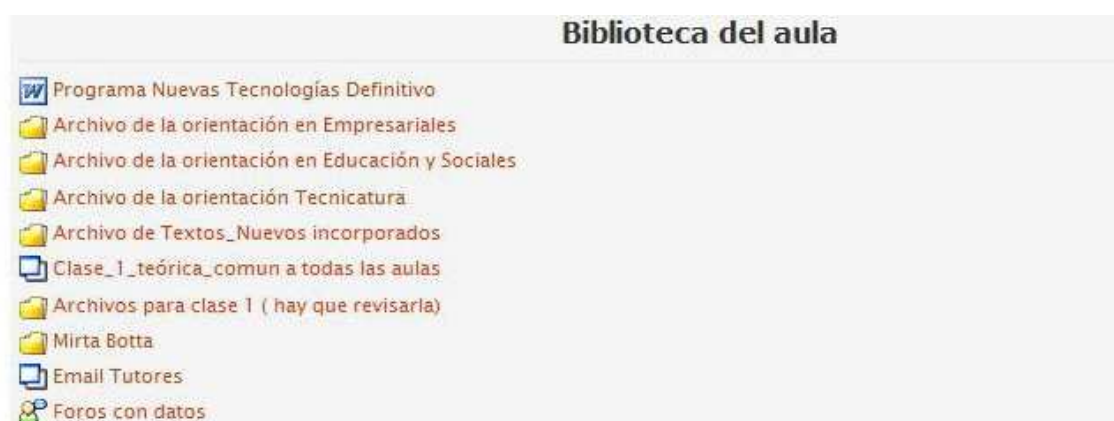 Biblioteca del aula
Programa Nuevas Tecnologías Definitivo
Archivo de la orientación en Empresariales
Archivo de la orientación en Educación y Sociales
Archivo de la orientación Tecnicatura
Archivo de Textos_Nuevos incorporados
Clase_1_teórica_comun a todas las aulas
Archivos para clase 1 ( hay que revisarla)
Mirta Botta
Email Tutores
Foros con datos